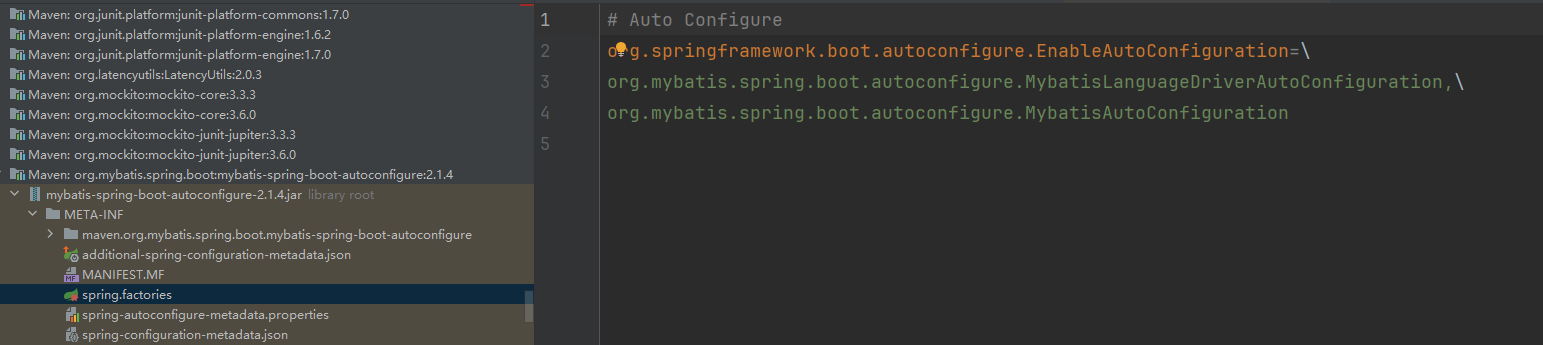 Maven: org.junit.platform:junit-platform-commons:1.7.0
Maven: org.junit.platform:junit-platform-engine:1.6.2
Maven: org.junit.platform:junit-platform-engine:1.7.0
Maven: org.latencyutils:LatencyUtils:2.0.3
Maven: org.mockito:mockito-core:3.3.3
Maven: org.mockito:mockito-core:3.6.0
Maven: org.mockito:mockito-junit-jupiter:3.3.3
Maven: org.mockito:mockito-junit-jupiter:3.6.0
Maven: org.mybatis.spring.boot:mybatis-spring-boot-autoconfigure:2.1.4
mybatis-spring-boot-autoconfigure-2.1.4.jar library root
META-INF
maven.org.mybatis.spring.boot.mybatis-spring-boot-autoconfigure
additional-spring-configuration-metadata.json
MF MANIFEST.MF
spring.factories
spring-autoconfigure-metadata.properties
spring-configuration-metadata.json
1 # Auto Configure
2 org.springframework.boot.autoconfigure.EnableAutoConfiguration=\
3 org.mybatis.spring.boot.autoconfigure.MybatisLanguageDriverAutoConfiguration,\
4 org.mybatis.spring.boot.autoconfigure.MybatisAutoConfiguration
5